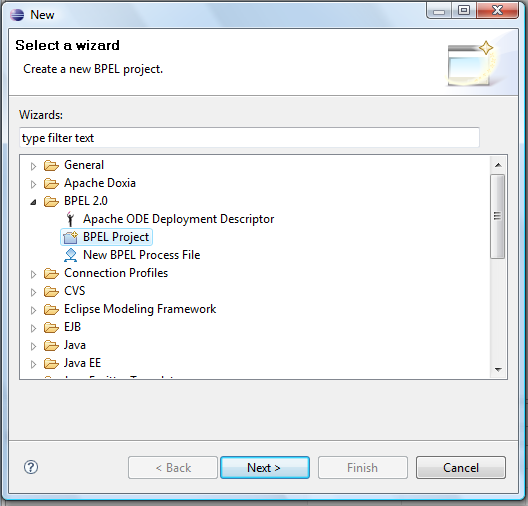 New
Select a wizard
Create a new BPEL project.
Wizards:
type filter text
General
Apache Doxia
BPEL 2.0
Apache ODE Deployment Descriptor
BPEL Project
New BPEL Process File
Connection Profiles
CVS
Eclipse Modeling Framework
EJB
Java
Java EE
? < Back Next > Finish Cancel